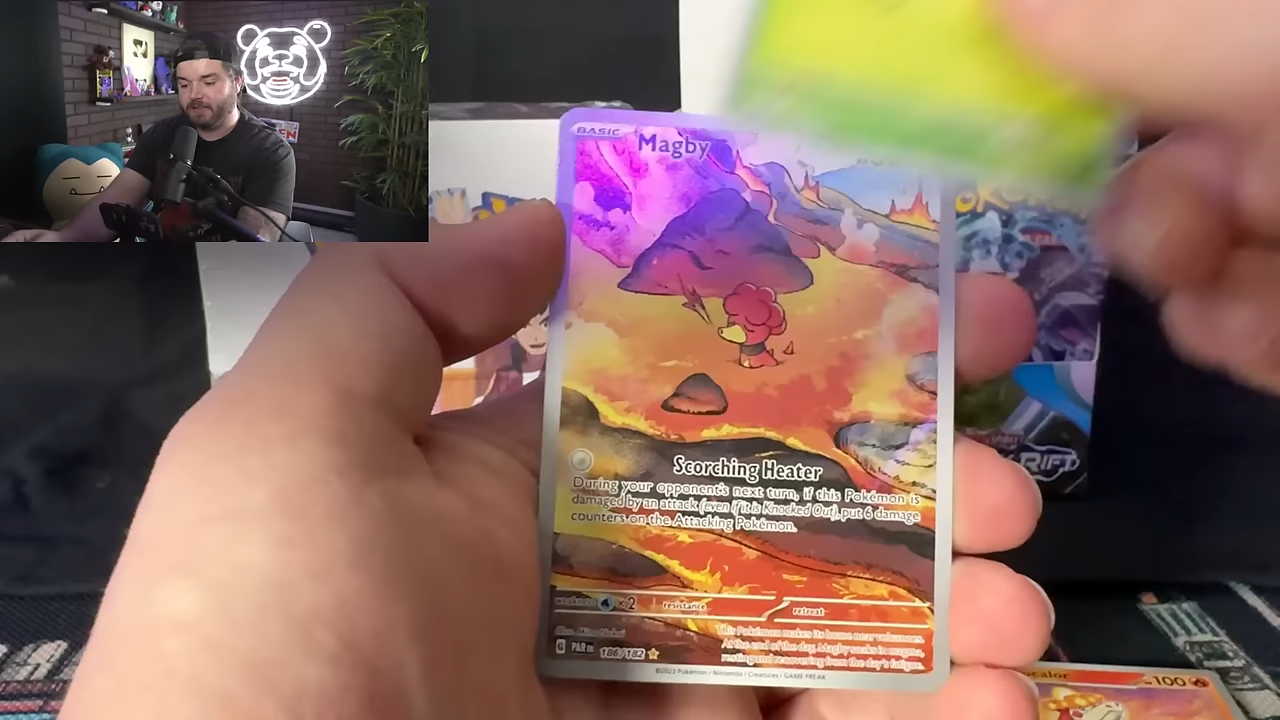 BASIC
Magby
Scorching Heater
During your opponent's next turn, if this Pokémon is
damaged by an attack (even if it is Knocked Out), put 6 damage
counters on the Attacking Pokémon.
weakness ×2 resistance retreat
This Pokémon makes its home near volcanoes.
At the end of the day, Magby soaks in magma,
resting and recovering from the day's fatigue.
G PAR EN 186/182
©2023 Pokémon / Nintendo / Creatures / GAME FREAK
RIFT
100